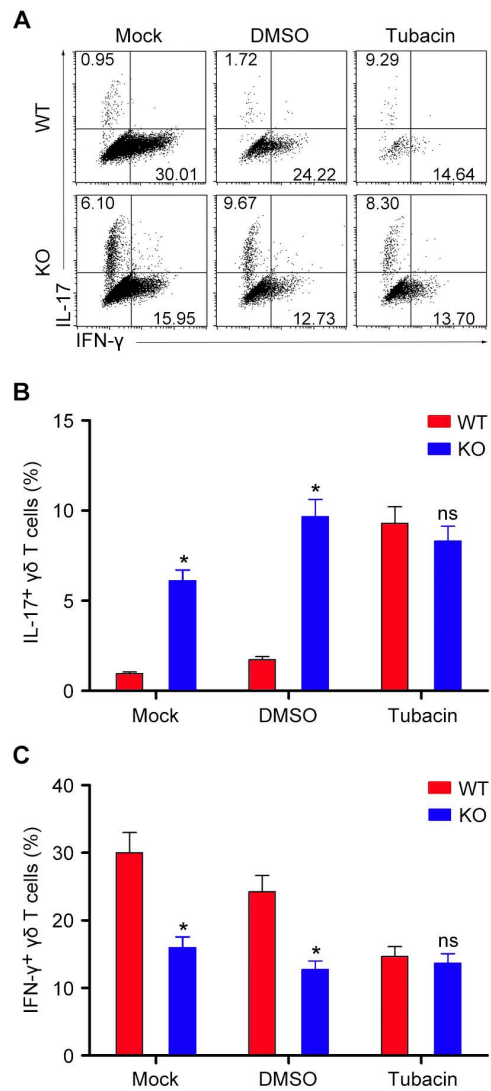 A
Mock DMSO Tubacin
WT
0.95 1.72 9.29
30.01 24.22 14.64
KO
6.10 9.67 8.30
15.95 12.73 13.70
IL-17
IFN-γ
B
IL-17⁺ γδ T cells (%)
15
10
5
0
WT
KO
* * ns
Mock DMSO Tubacin
C
IFN-γ⁺ γδ T cells (%)
40
30
20
10
0
WT
KO
* * ns
Mock DMSO Tubacin